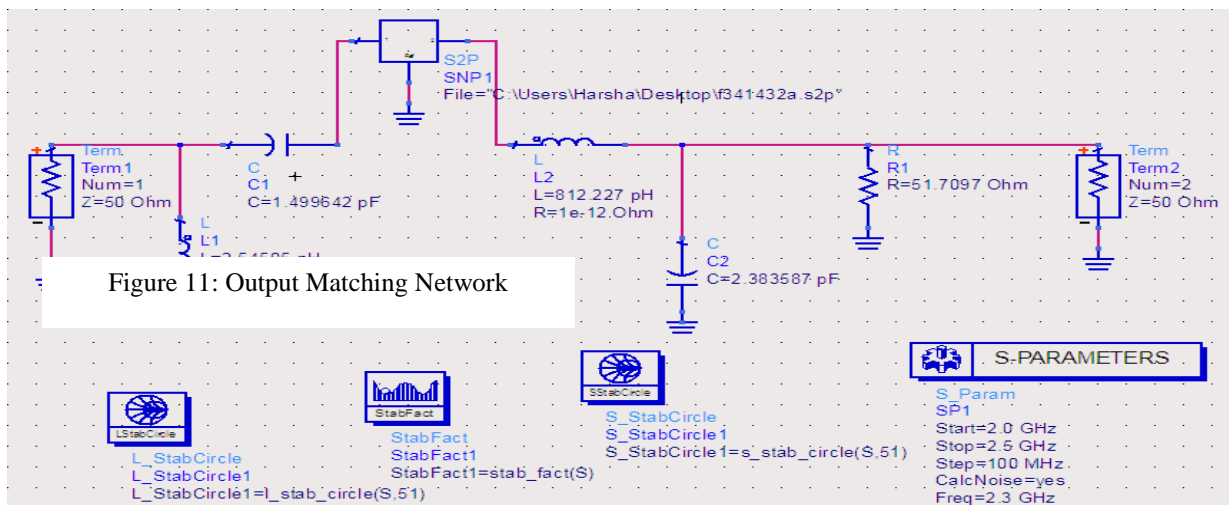 S2P
SNP1
File="C:\Users\Harsha\Desktop\f341432a.s2p"
Term
Term1
Num=1
Z=50 Ohm
C
C1
C=1.499642 pF
L
L1
L
L2
L=812.227 pH
R=1e-12 Ohm
C
C2
C=2.383587 pF
R
R1
R=51.7097 Ohm
Term
Term2
Num=2
Z=50 Ohm
Figure 11: Output Matching Network
LStabCircle
L_StabCircle
L_StabCircle1
L_StabCircle1=l_stab_circle(S,51)
StabFact
StabFact
StabFact1
StabFact1=stab_fact(S)
SStabCircle
S_StabCircle
S_StabCircle1
S_StabCircle1=s_stab_circle(S,51)
S-PARAMETERS
S_Param
SP1
Start=2.0 GHz
Stop=2.5 GHz
Step=100 MHz
CalcNoise=yes
Freq=2.3 GHz